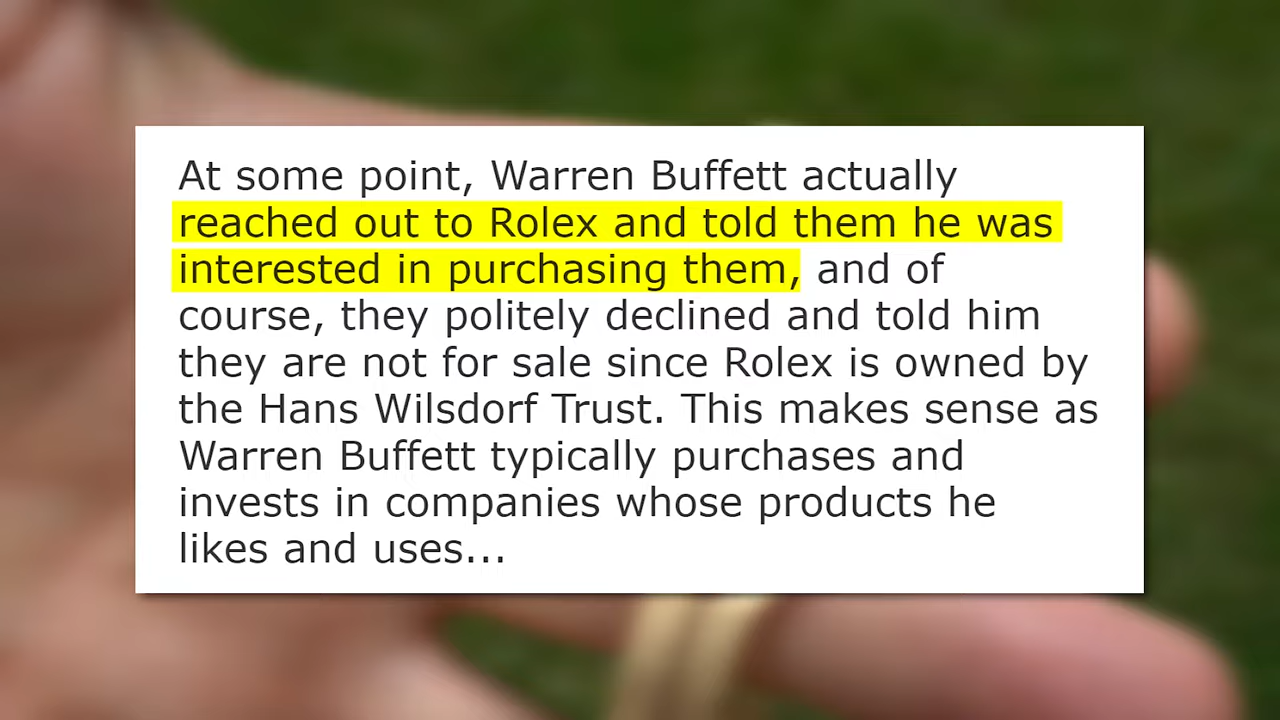 At some point, Warren Buffett actually
reached out to Rolex and told them he was
interested in purchasing them, and of
course, they politely declined and told him
they are not for sale since Rolex is owned by
the Hans Wilsdorf Trust. This makes sense as
Warren Buffett typically purchases and
invests in companies whose products he
likes and uses...